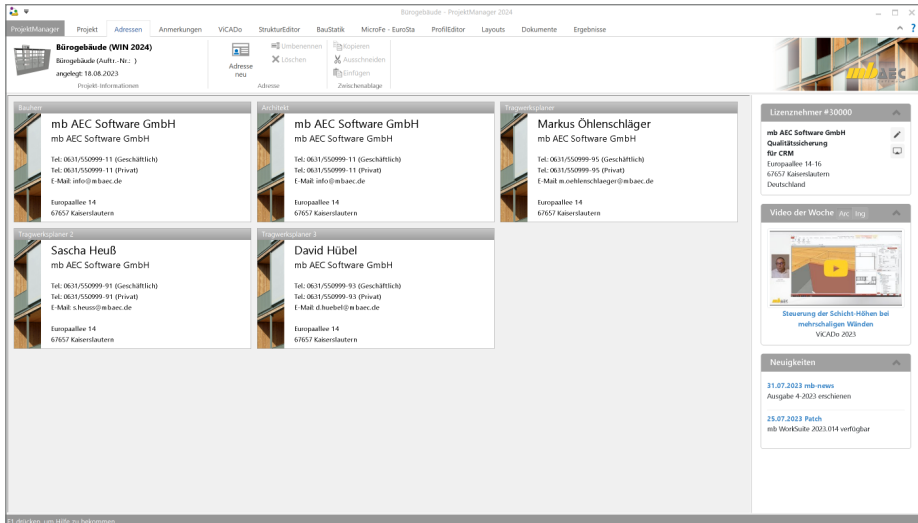 Bürogebäude - ProjektManager 2024
ProjektManager Projekt Adressen Anmerkungen ViCADo StrukturEditor BauStatik MicroFe - EuroSta ProfilEditor Layouts Dokumente Ergebnisse
Bürogebäude (WIN 2024)
Bürogebäude (Auftr.-Nr.: )
angelegt: 18.08.2023
Projekt-Informationen
Adresse
neu
Umbenennen
Löschen
Adresse
Kopieren
Ausschneiden
Einfügen
Zwischenablage
mb AEC
Bauherr
mb AEC Software GmbH
mb AEC Software GmbH
Tel.: 0631/550999-11 (Geschäftlich)
Tel.: 0631/550999-11 (Privat)
E-Mail: info@mbaec.de
Europaallee 14
67657 Kaiserslautern
Architekt
mb AEC Software GmbH
mb AEC Software GmbH
Tel.: 0631/550999-11 (Geschäftlich)
Tel.: 0631/550999-11 (Privat)
E-Mail: info@mbaec.de
Europaallee 14
67657 Kaiserslautern
Tragwerksplaner
Markus Öhlenschläger
mb AEC Software GmbH
Tel.: 0631/550999-95 (Geschäftlich)
Tel.: 0631/550999-95 (Privat)
E-Mail: m.oehlenschlaeger@mbaec.de
Europaallee 14
67657 Kaiserslautern
Tragwerksplaner 2
Sascha Heuß
mb AEC Software GmbH
Tel.: 0631/550999-91 (Geschäftlich)
Tel.: 0631/550999-91 (Privat)
E-Mail: s.heuss@mbaec.de
Europaallee 14
67657 Kaiserslautern
Tragwerksplaner 3
David Hübel
mb AEC Software GmbH
Tel.: 0631/550999-93 (Geschäftlich)
Tel.: 0631/550999-93 (Privat)
E-Mail: d.huebel@mbaec.de
Europaallee 14
67657 Kaiserslautern
Lizenznehmer #30000
mb AEC Software GmbH
Qualitätssicherung
für CRM
Europaallee 14-16
67657 Kaiserslautern
Deutschland
Video der Woche Arc Ing
Steuerung der Schicht-Höhen bei
mehrschaligen Wänden
ViCADo 2023
Neuigkeiten
31.07.2023 mb-news
Ausgabe 4-2023 erschienen
25.07.2023 Patch
mb WorkSuite 2023.014 verfügbar
F1 drücken, um Hilfe zu bekommen.